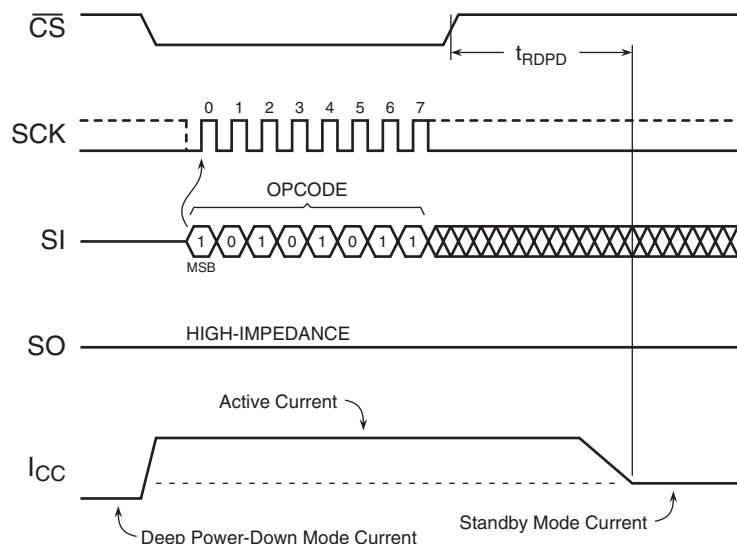 CS
tRDPD
0 1 2 3 4 5 6 7
SCK
OPCODE
SI
1 0 1 0 1 0 1 1
MSB
HIGH-IMPEDANCE
SO
Active Current
ICC
Standby Mode Current
Deep Power-Down Mode Current